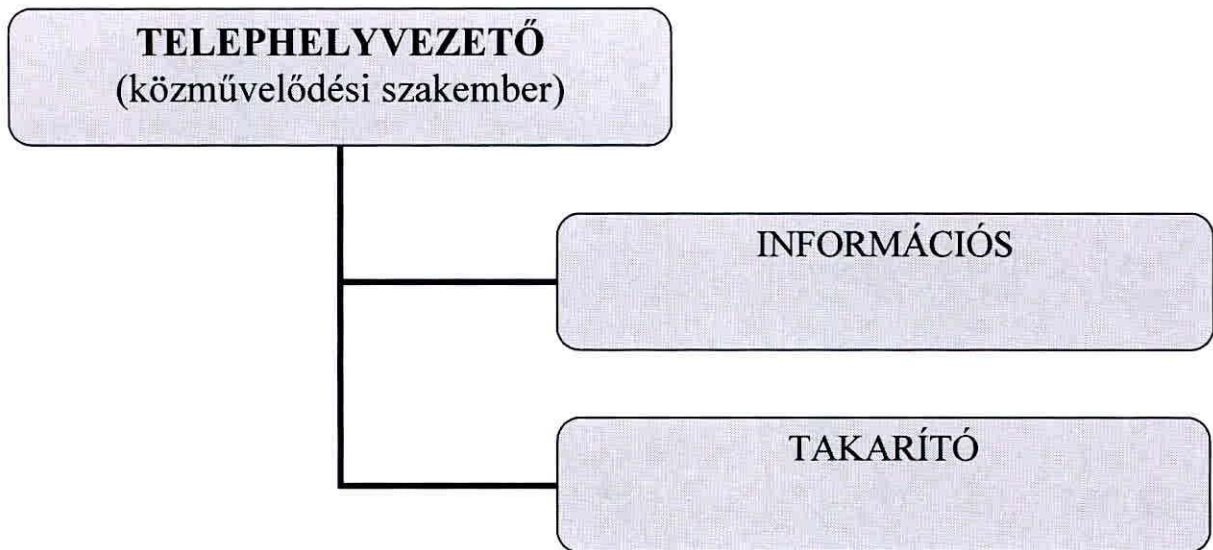 TELEPHELYVEZETŐ
(közművelődési szakember)
INFORMÁCIÓS
TAKARÍTÓ